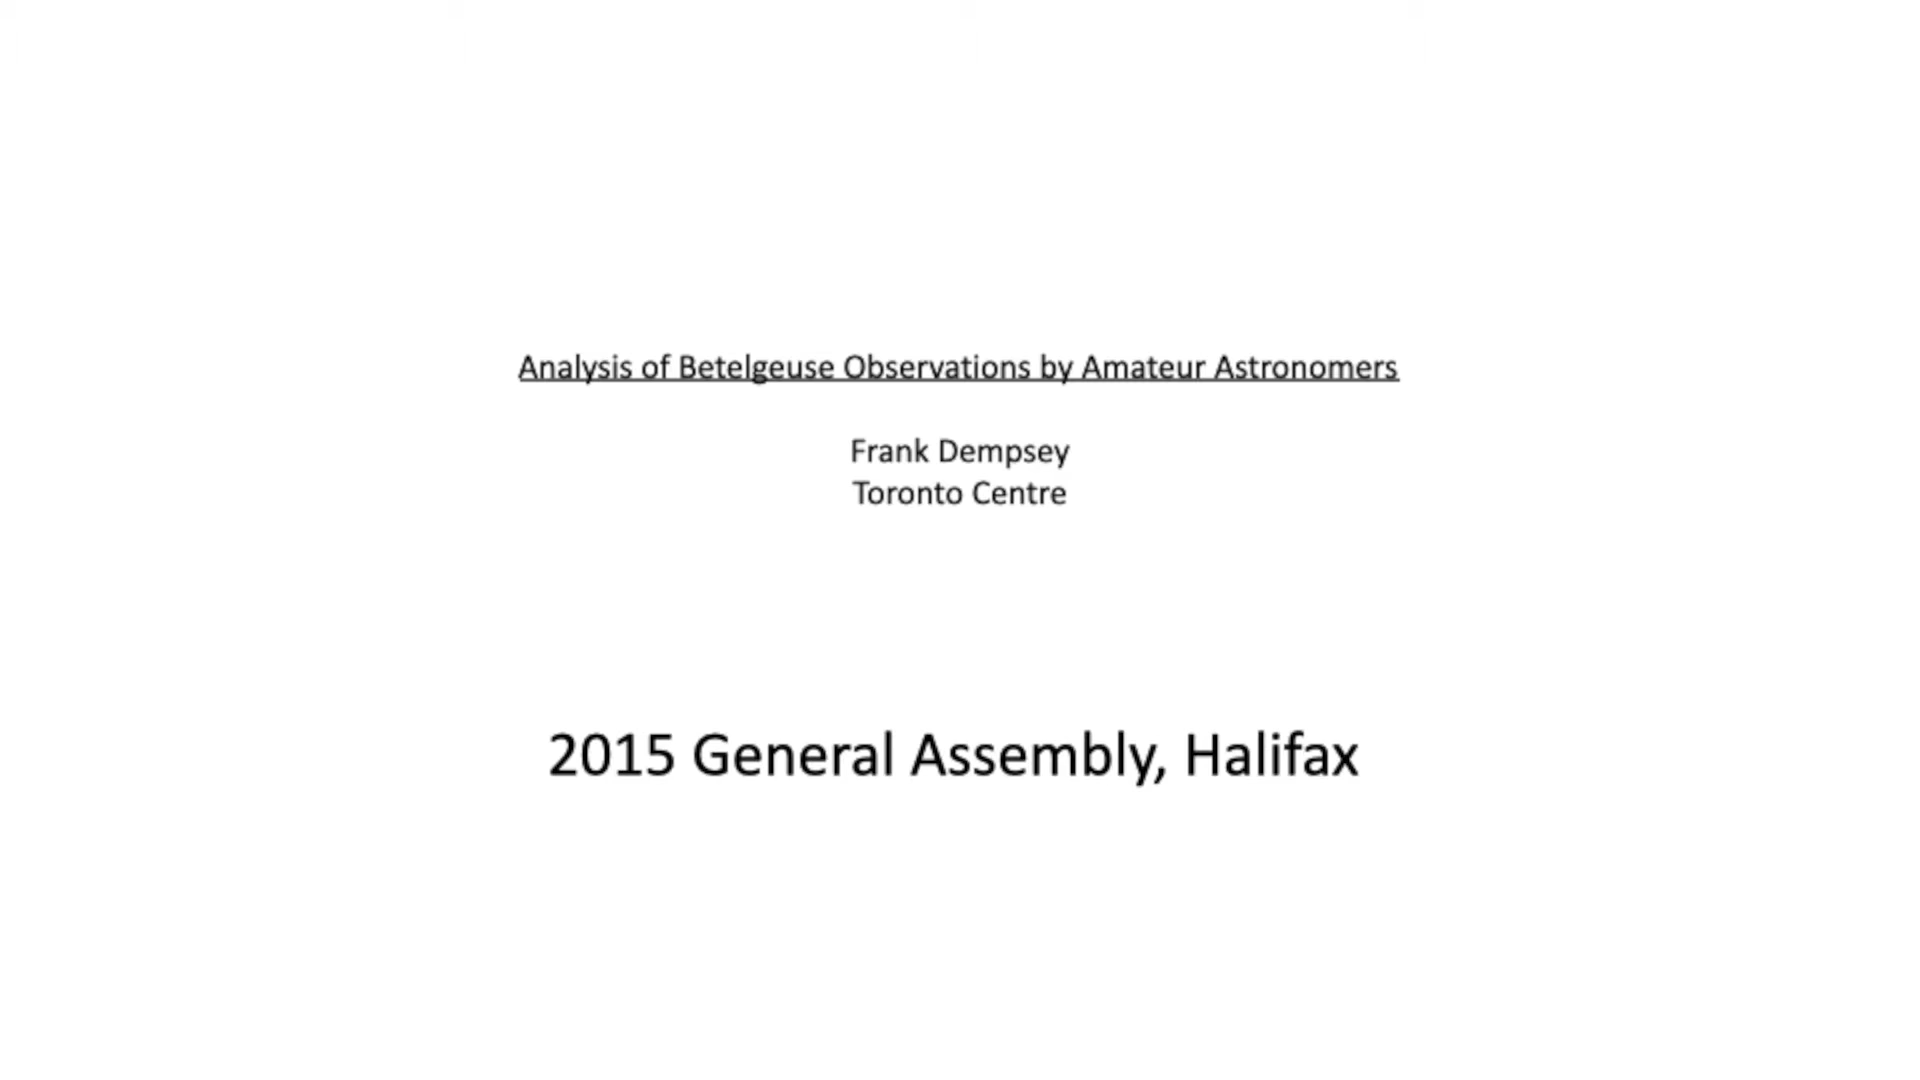 Analysis of Betelgeuse Observations by Amateur Astronomers
Frank Dempsey
Toronto Centre
2015 General Assembly, Halifax